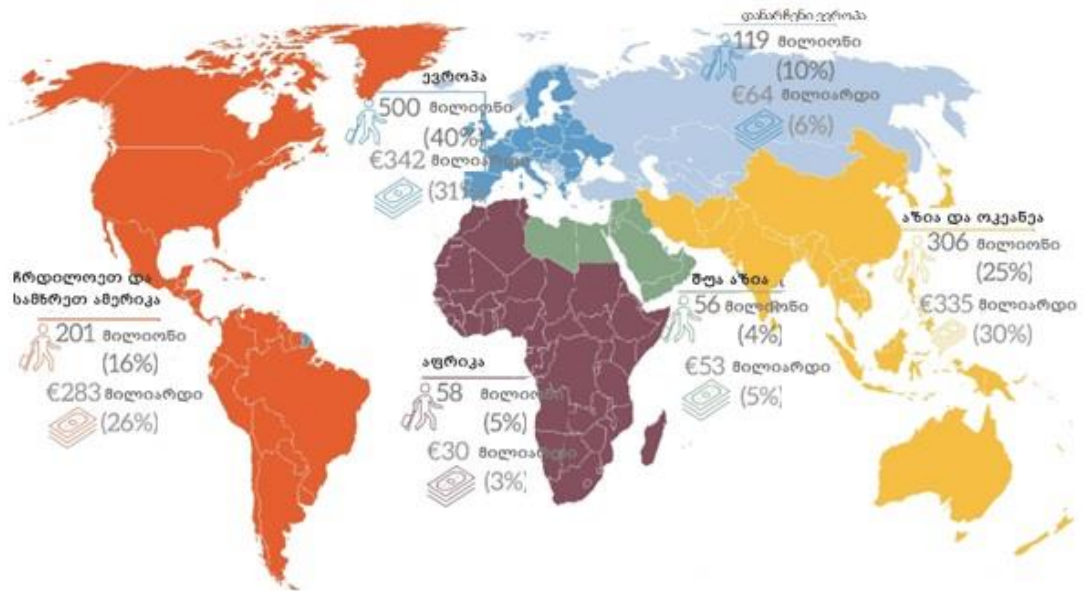 დანარჩენი ევროპა
119 მილიონი
(10%)
€64 მილიარდი
(6%)
ევროპა
500 მილიონი
(40%)
€342 მილიარდი
(31%
აზია და ოკეანეა
306 მილიონი
(25%)
€335 მილიარდი
(30%)
ჩრდილოეთ და
სამხრეთ ამერიკა
201 მილიონი
(16%)
€283 მილიარდი
(26%)
შუა აზია
56 მილიონი
(4%)
€53 მილიარდი
(5%)
აფრიკა
58 მილიონი
(5%)
€30 მილიარდი
(3%)